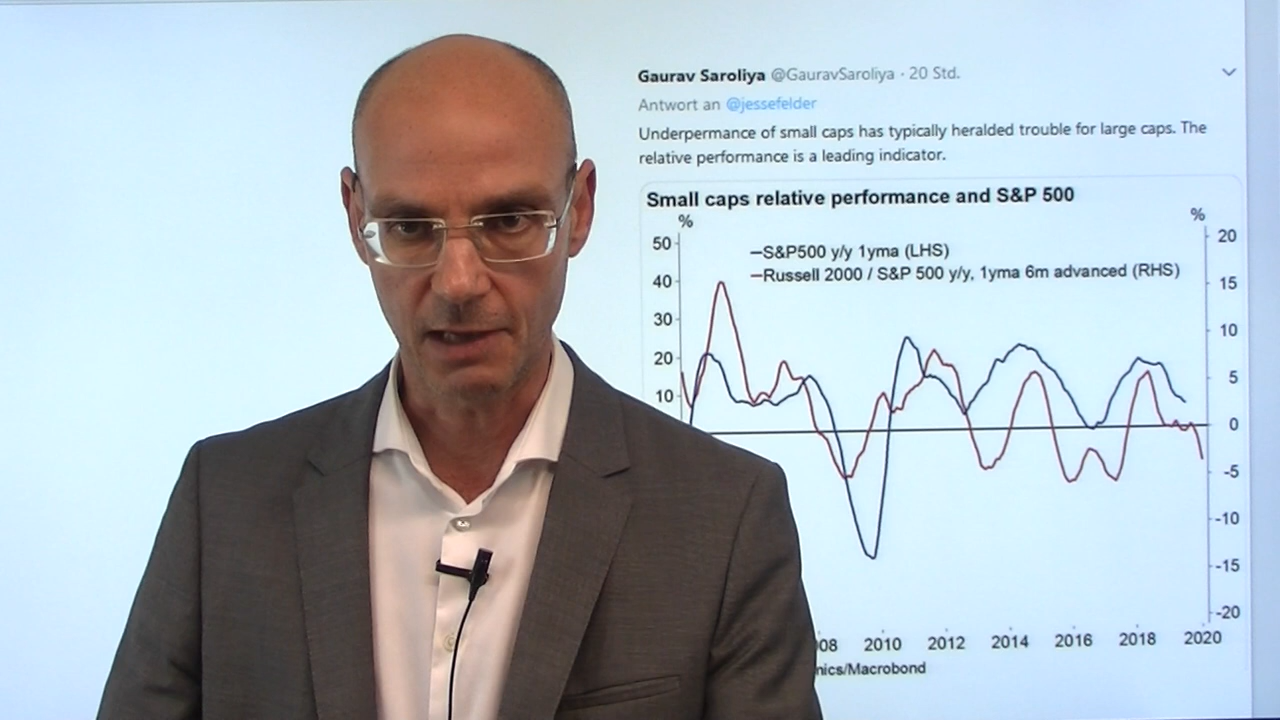 Gaurav Saroliya @GauravSaroliya · 20 Std.
Antwort an @jessefelder
Underpermance of small caps has typically heralded trouble for large caps. The
relative performance is a leading indicator.
Small caps relative performance and S&P 500
% %
50 20
—S&P500 y/y 1yma (LHS)
40 15
—Russell 2000 / S&P 500 y/y, 1yma 6m advanced (RHS)
30 10
20 5
10 0
-5
-10
-15
-20
08 2010 2012 2014 2016 2018 2020
nics/Macrobond